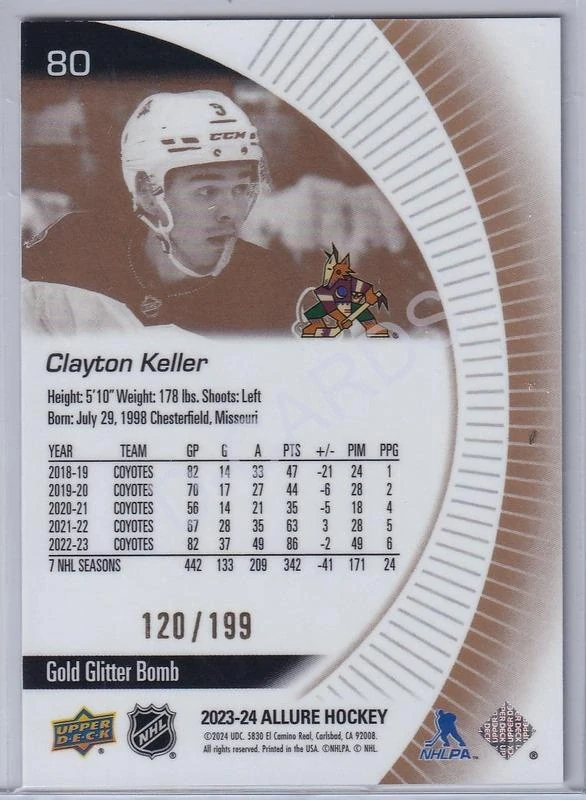 80
9
CCM
Clayton Keller
Height: 5'10" Weight: 178 lbs. Shoots: Left
Born: July 29, 1998 Chesterfield, Missouri
YEAR TEAM GP G A PTS +/- PIM PPG
2018-19 COYOTES 82 14 33 47 -21 24 1
2019-20 COYOTES 70 17 27 44 -6 28 2
2020-21 COYOTES 56 14 21 35 -5 18 4
2021-22 COYOTES 67 28 35 63 3 28 5
2022-23 COYOTES 82 37 49 86 -2 49 6
7 NHL SEASONS 442 133 209 342 -41 171 24
120/199
Gold Glitter Bomb
UPPER DECK
NHL
2023-24 ALLURE HOCKEY
©2024 UDC. 5830 El Camino Real, Carlsbad, CA 92008.
All rights reserved. Printed in the USA. ©NHLPA. © NHL.
NHLPA
UPPER DECK